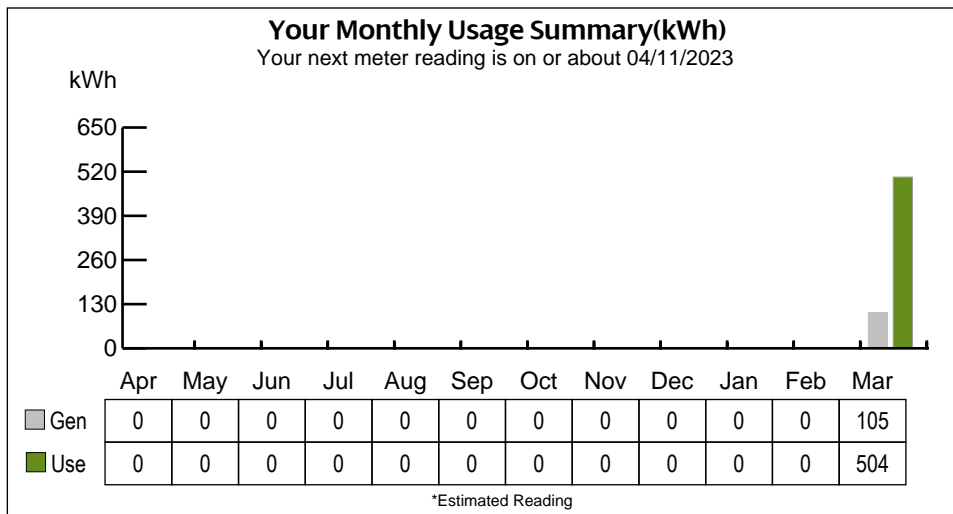 Your Monthly Usage Summary(kWh)
Your next meter reading is on or about 04/11/2023
kWh
650
520
390
260
130
0
Apr May Jun Jul Aug Sep Oct Nov Dec Jan Feb Mar
Gen 0 0 0 0 0 0 0 0 0 0 0 105
Use 0 0 0 0 0 0 0 0 0 0 0 504
*Estimated Reading